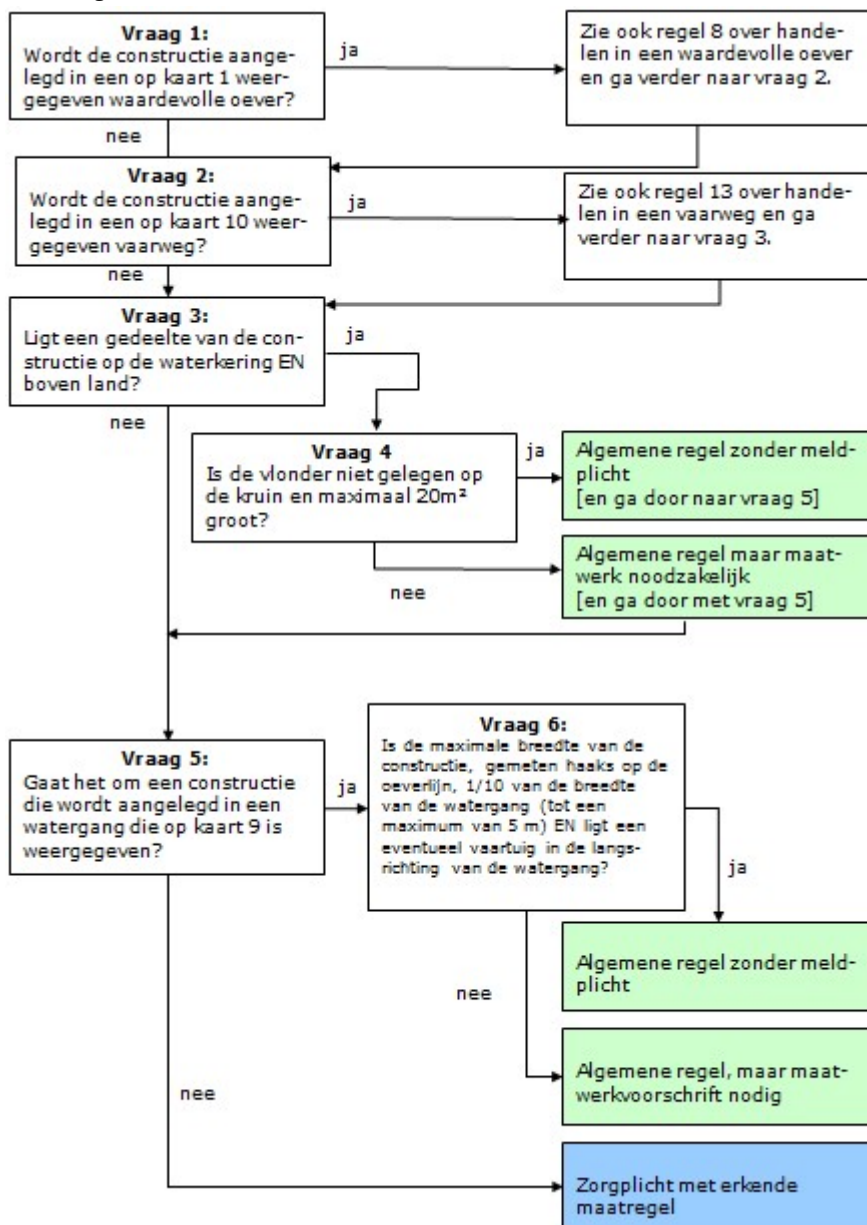 Vraag 1:
Wordt de constructie aange-
legd in een op kaart 1 weer-
gegeven waardevolle oever?
ja
Zie ook regel 8 over hande-
len in een waardevolle oever
en ga verder naar vraag 2.
nee
Vraag 2:
Wordt de constructie aange-
legd in een op kaart 10 weer-
gegeven vaarweg?
ja
Zie ook regel 13 over hande-
len in een vaarweg en ga
verder naar vraag 3.
nee
Vraag 3:
Ligt een gedeelte van de con-
structie op de waterkering EN
boven land?
ja
nee
Vraag 4
Is de vlonder niet gelegen op
de kruin en maximaal 20m²
groot?
ja
Algemene regel zonder meld-
plicht
[en ga door naar vraag 5]
nee
Algemene regel maar maat-
werk noodzakelijk
[en ga door met vraag 5]
Vraag 5:
Gaat het om een constructie
die wordt aangelegd in een
watergang die op kaart 9 is
weergegeven?
ja
Vraag 6:
Is de maximale breedte van de
constructie, gemeten haaks op de
oeverlijn, 1/10 van de breedte
van de watergang (tot een
maximum van 5 m) EN ligt een
eventueel vaartuig in de langs-
richting van de watergang?
ja
Algemene regel zonder meld-
plicht
nee
Algemene regel, maar maat-
werkvoorschrift nodig
nee
Zorgplicht met erkende
maatregel